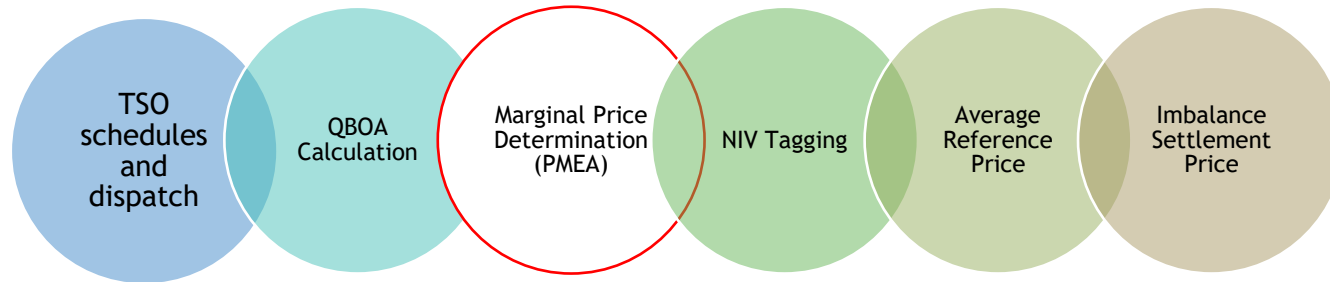 TSO
schedules
and
dispatch
QBOA
Calculation
Marginal Price
Determination
(PMEA)
NIV Tagging
Average
Reference
Price
Imbalance
Settlement
Price